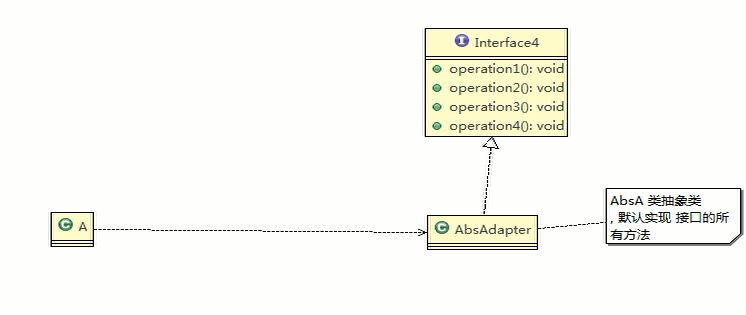 Interface4
operation1(): void
operation2(): void
operation3(): void
operation4(): void
A
AbsAdapter
AbsA 类抽象类
, 默认实现 接口的所
有方法